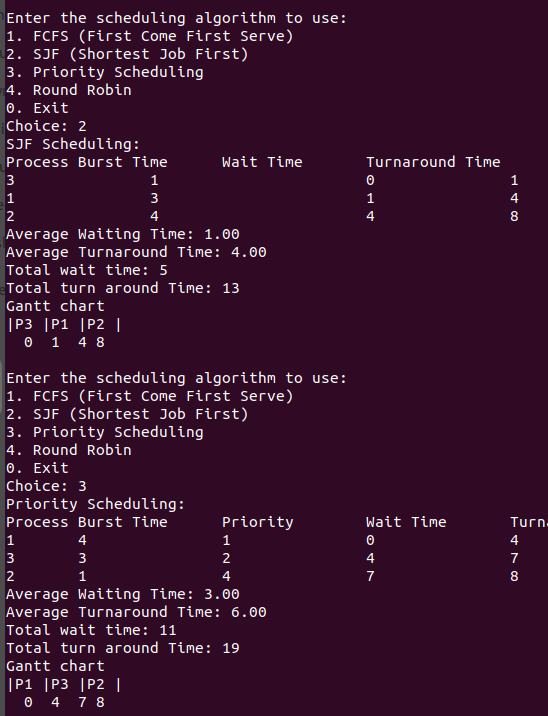 Enter the scheduling algorithm to use:
1. FCFS (First Come First Serve)
2. SJF (Shortest Job First)
3. Priority Scheduling
4. Round Robin
0. Exit
Choice: 2
SJF Scheduling:
Process Burst Time Wait Time Turnaround Time
3 1 0 1
1 3 1 4
2 4 4 8
Average Waiting Time: 1.00
Average Turnaround Time: 4.00
Total wait time: 5
Total turn around Time: 13
Gantt chart
|P3 |P1 |P2 |
0 1 4 8
Enter the scheduling algorithm to use:
1. FCFS (First Come First Serve)
2. SJF (Shortest Job First)
3. Priority Scheduling
4. Round Robin
0. Exit
Choice: 3
Priority Scheduling:
Process Burst Time Priority Wait Time Turn
1 4 1 0 4
3 3 2 4 7
2 1 4 7 8
Average Waiting Time: 3.00
Average Turnaround Time: 6.00
Total wait time: 11
Total turn around Time: 19
Gantt chart
|P1 |P3 |P2 |
0 4 7 8